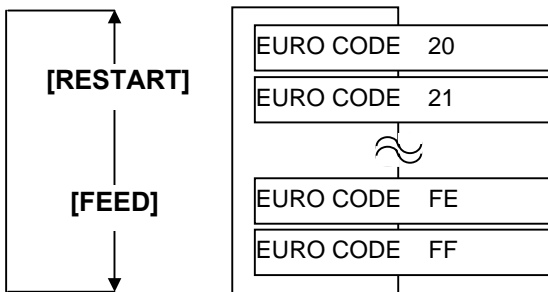 EURO CODE 20
[RESTART]
EURO CODE 21
[FEED]
EURO CODE FE
EURO CODE FF